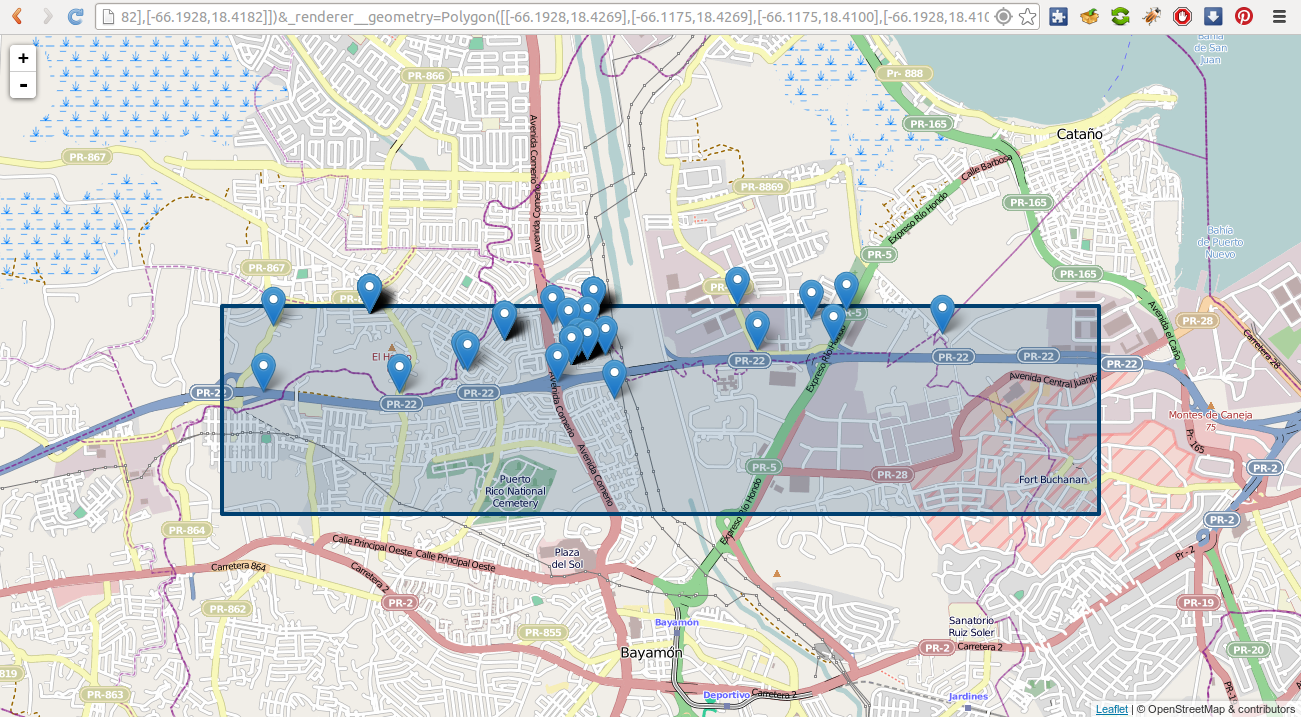 82],[-66.1928,18.4182]])&_renderer__geometry=Polygon([[-66.1928,18.4269],[-66.1175,18.4269],[-66.1175,18.4100],[-66.1928,18.410
+
-
Bahía
de San
Juan
PR-866
Pr- 888
PR-165
Cataño
Avenida Comerío
Avenida Comerío
PR-867
Calle Barbosa
PR-8869
PR-165
Expreso Río Hondo
Bahía
de Puerto
Nuevo
PR-867
PR-5
PR-165
Avenida el Caño
PR-28
Carretera 28
PR-5
PR-22
PR-22
PR-22
PR-22
Expreso Río Hondo
Avenida Central Juanita
PR-22
PR-22
PR-22
Montes de Caneja
75
Avenida Comerío
Pr- 165
PR-5
PR-28
PR-2
Avenida Comerío
Puerto
Rico National
Cemetery
Fort Buchanan
Expreso Río Hondo
PR-2
PR-864
Calle Principal Oeste
Calle Principal Oeste
Plaza
del Sol
Pr- 2
Carretera 864
Carretera 2
PR-862
PR-2
PR-19
Bayamón
Sanatorio
Ruiz Soler
PR-855
Bayamón
PR-2
Carretera 2
PR-20
819
PR-863
Deportivo
Carretera 2
Jardines
Leaflet | © OpenStreetMap & contributors